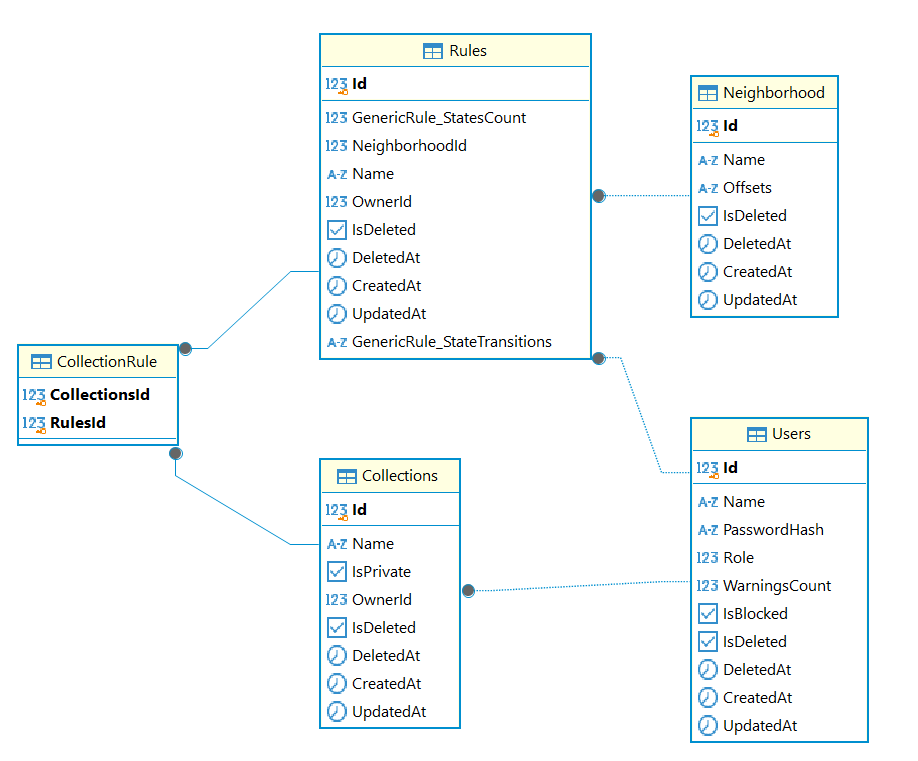 Rules
123 Id
123 GenericRule_StatesCount
123 NeighborhoodId
A-Z Name
123 OwnerId
IsDeleted
DeletedAt
CreatedAt
UpdatedAt
A-Z GenericRule_StateTransitions
Neighborhood
123 Id
A-Z Name
A-Z Offsets
IsDeleted
DeletedAt
CreatedAt
UpdatedAt
CollectionRule
123 CollectionsId
123 RulesId
Collections
123 Id
A-Z Name
IsPrivate
123 OwnerId
IsDeleted
DeletedAt
CreatedAt
UpdatedAt
Users
123 Id
A-Z Name
A-Z PasswordHash
123 Role
123 WarningsCount
IsBlocked
IsDeleted
DeletedAt
CreatedAt
UpdatedAt